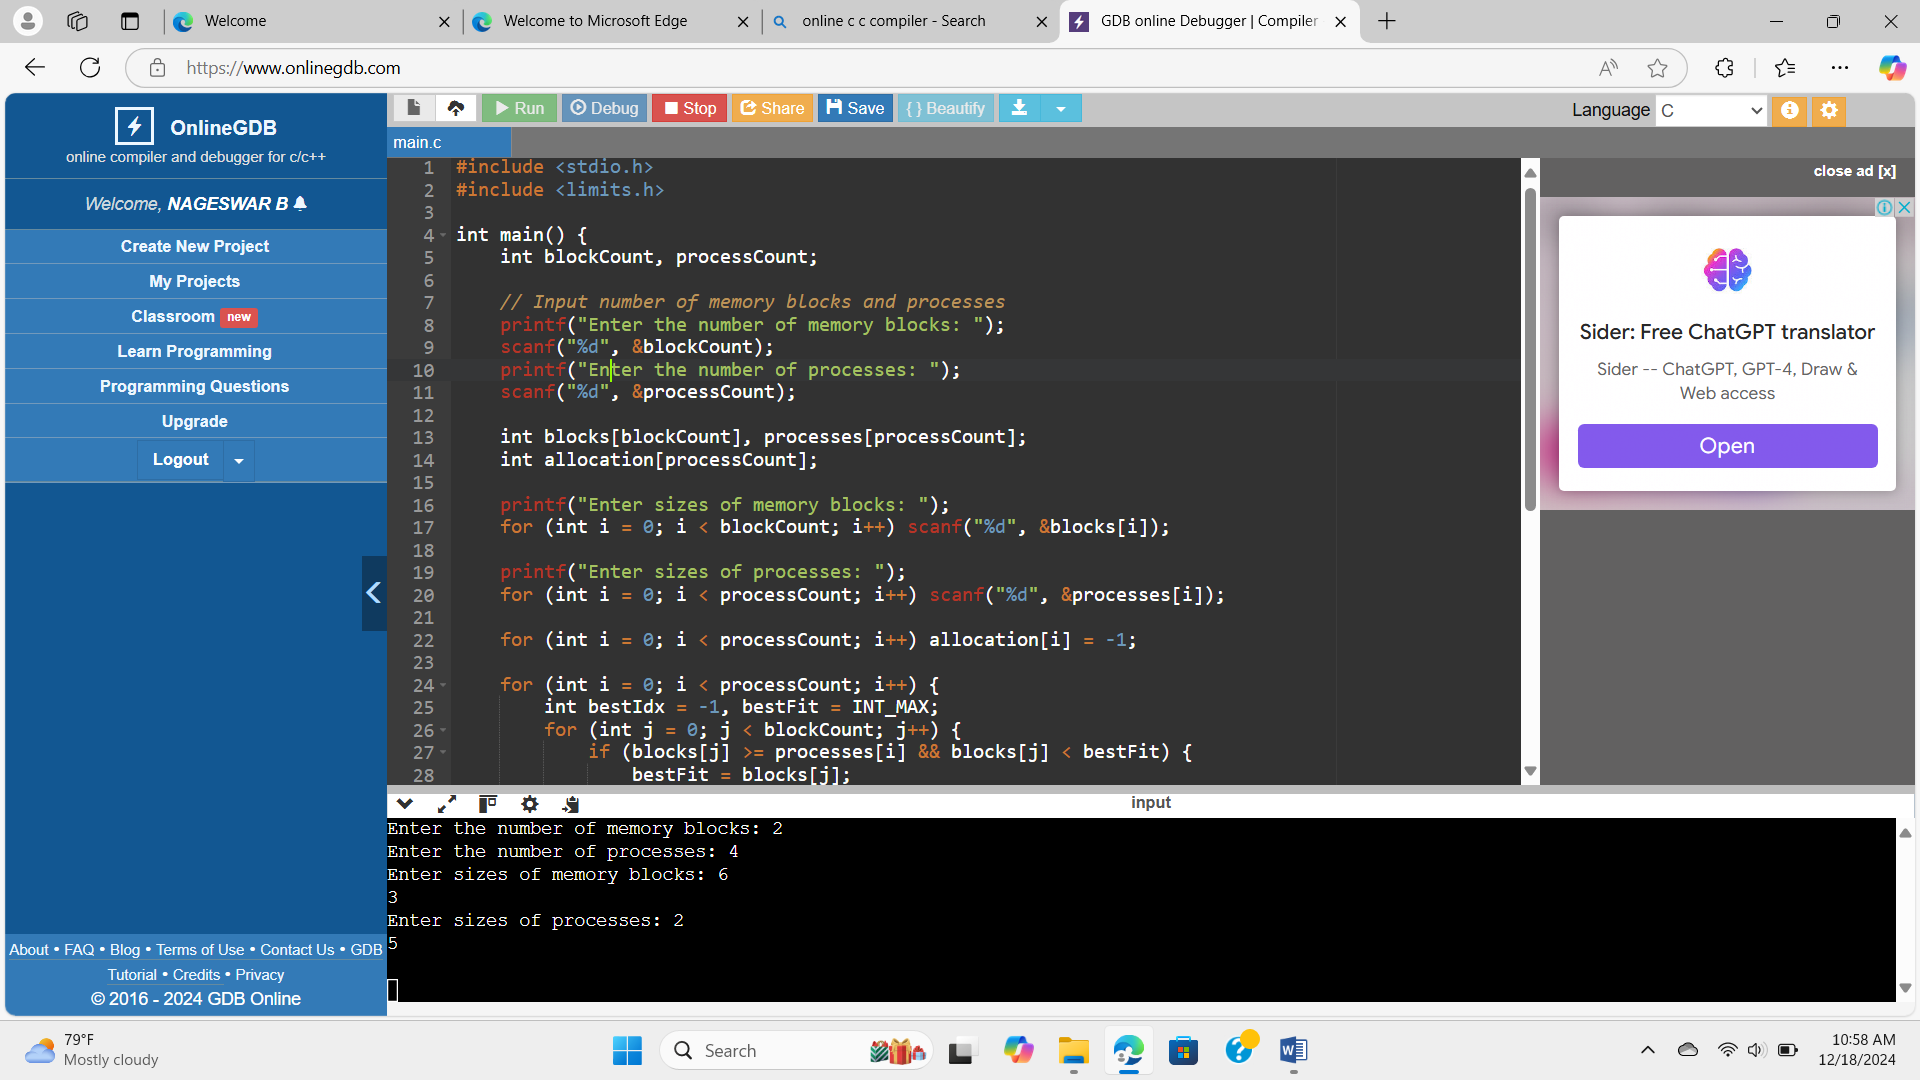 Welcome
Welcome to Microsoft Edge
online c c compiler - Search
GDB online Debugger | Compiler
https://www.onlinegdb.com
OnlineGDB
online compiler and debugger for c/c++
Welcome, NAGESWAR B
Create New Project
My Projects
Classroom new
Learn Programming
Programming Questions
Upgrade
Logout
About • FAQ • Blog • Terms of Use • Contact Us • GDB
Tutorial • Credits • Privacy
© 2016 - 2024 GDB Online
Run Debug Stop Share Save { } Beautify
Language C
main.c
1 #include <stdio.h>
2 #include <limits.h>
3
4 int main() {
5 int blockCount, processCount;
6
7 // Input number of memory blocks and processes
8 printf("Enter the number of memory blocks: ");
9 scanf("%d", &blockCount);
10 printf("Enter the number of processes: ");
11 scanf("%d", &processCount);
12
13 int blocks[blockCount], processes[processCount];
14 int allocation[processCount];
15
16 printf("Enter sizes of memory blocks: ");
17 for (int i = 0; i < blockCount; i++) scanf("%d", &blocks[i]);
18
19 printf("Enter sizes of processes: ");
20 for (int i = 0; i < processCount; i++) scanf("%d", &processes[i]);
21
22 for (int i = 0; i < processCount; i++) allocation[i] = -1;
23
24 for (int i = 0; i < processCount; i++) {
25 int bestIdx = -1, bestFit = INT_MAX;
26 for (int j = 0; j < blockCount; j++) {
27 if (blocks[j] >= processes[i] && blocks[j] < bestFit) {
28 bestFit = blocks[j];
close ad [x]
Sider: Free ChatGPT translator
Sider -- ChatGPT, GPT-4, Draw &
Web access
Open
input
Enter the number of memory blocks: 2
Enter the number of processes: 4
Enter sizes of memory blocks: 6
3
Enter sizes of processes: 2
5
79°F
Mostly cloudy
Search
10:58 AM
12/18/2024